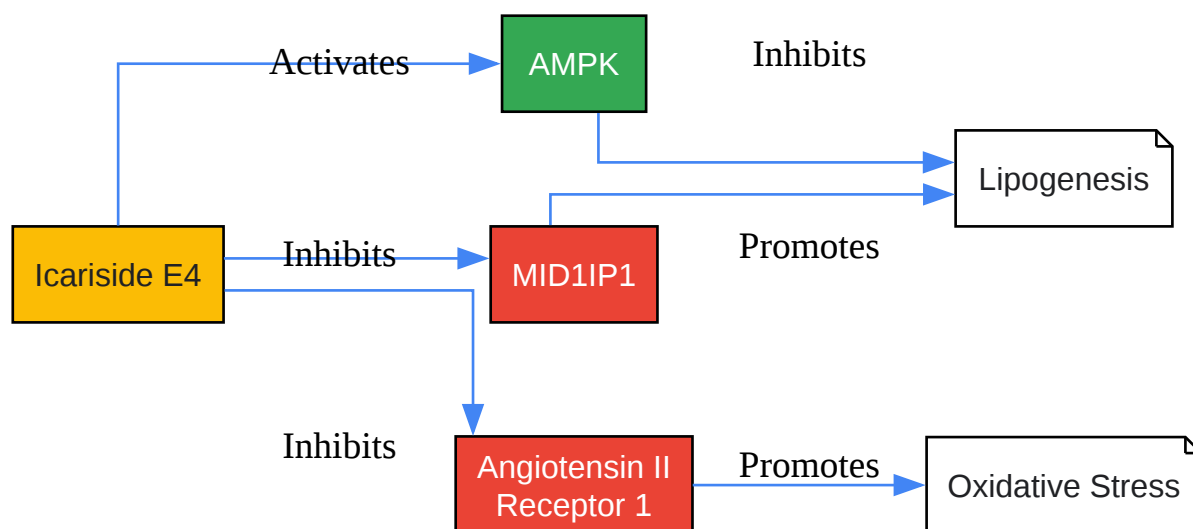 Activates
AMPK
Inhibits
Lipogenesis
Icariside E4
Inhibits
MID1IP1
Promotes
Inhibits
Angiotensin II
Receptor 1
Promotes
Oxidative Stress